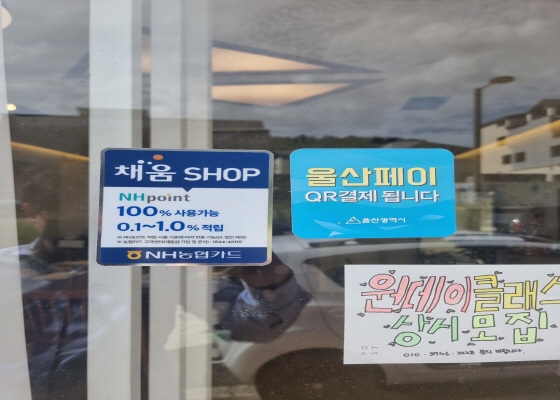 채움 SHOP
NHpoint
100% 사용가능
0.1~1.0% 적립
NH농협카드
울산페이
QR결제 됩니다
울산광역시
원데이클래스
상시모집
010